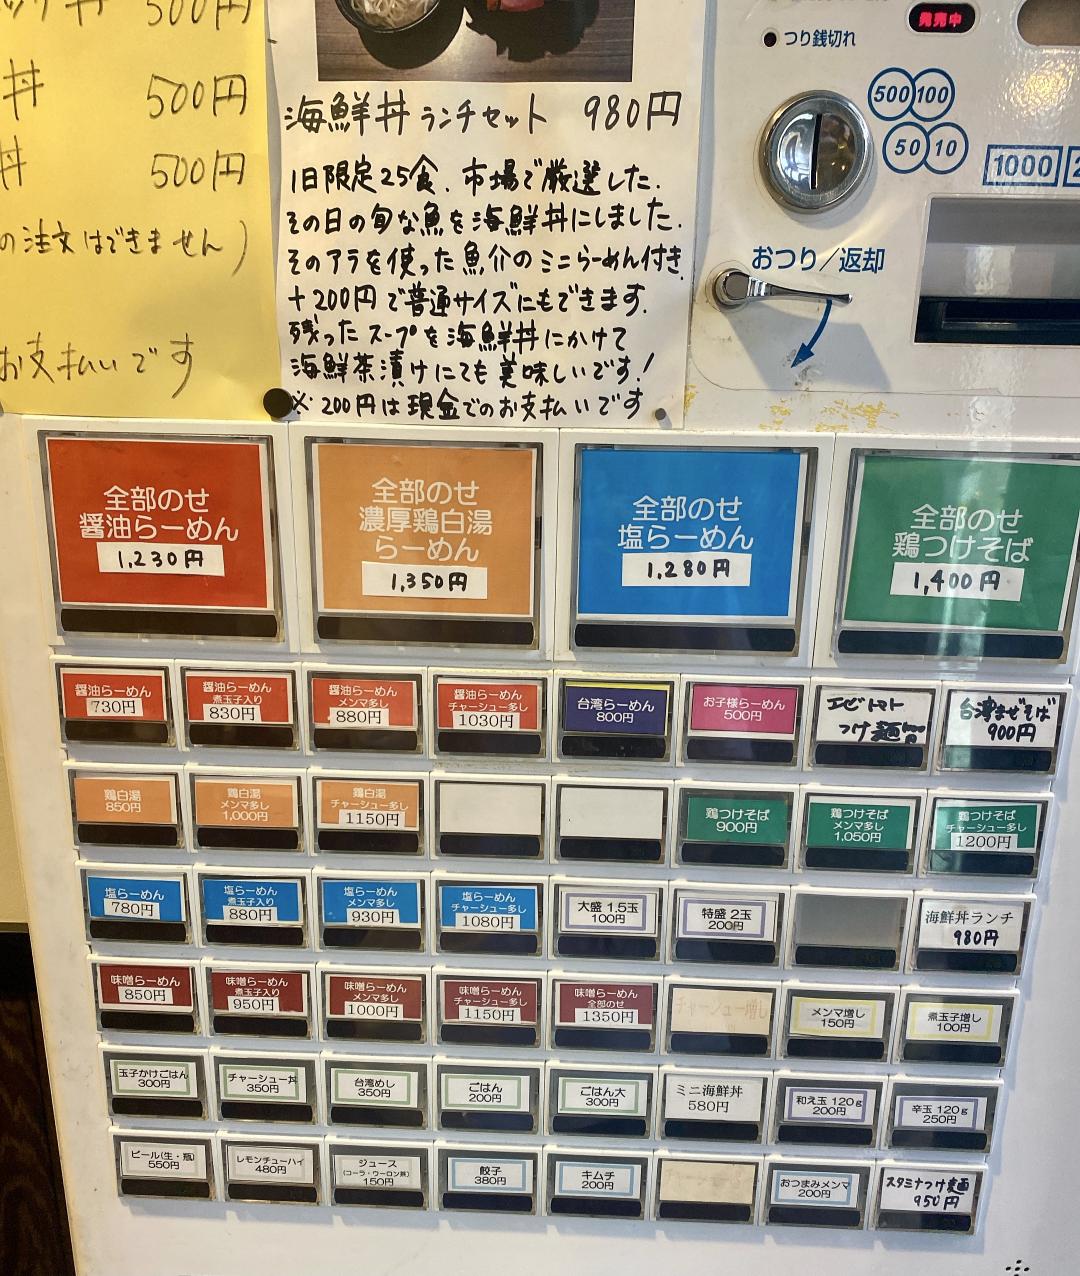 500円
丼 500円
丼 500円
の注文はできません)
お支払いです
海鮮丼ランチセット 980円
1日限定25食、市場で厳選した、
その日の旬な魚を海鮮丼にしました。
そのアラを使った魚介のミニらーめん付き
+200円で普通サイズにもできます。
残ったスープを海鮮丼にかけて
海鮮茶漬けにても美味しいです!
※200円は現金でのお支払いです
発売中
つり銭切れ
500 100
50 10
1000
おつり/返却
全部のせ
醤油らーめん
1,230円
全部のせ
濃厚鶏白湯
らーめん
1,350円
全部のせ
塩らーめん
1,280円
全部のせ
鶏つけそば
1,400円
醤油らーめん
730円
醤油らーめん
煮玉子入り
830円
醤油らーめん
メンマ多し
880円
醤油らーめん
チャーシュー多し
1030円
台湾らーめん
800円
お子様らーめん
500円
エビトマト
つけ麺
台湾まぜそば
900円
鶏白湯
850円
鶏白湯
メンマ多し
1,000円
鶏白湯
チャーシュー多し
1150円
鶏つけそば
900円
鶏つけそば
メンマ多し
1,050円
鶏つけそば
チャーシュー多し
1200円
塩らーめん
780円
塩らーめん
煮玉子入り
880円
塩らーめん
メンマ多し
930円
塩らーめん
チャーシュー多し
1080円
大盛 1.5玉
100円
特盛 2玉
200円
海鮮丼ランチ
980円
味噌らーめん
850円
味噌らーめん
煮玉子入り
950円
味噌らーめん
メンマ多し
1000円
味噌らーめん
チャーシュー多し
1150円
味噌らーめん
全部のせ
1350円
チャーシュー増し
メンマ増し
150円
煮玉子増し
100円
玉子かけごはん
300円
チャーシュー丼
350円
台湾めし
350円
ごはん
200円
ごはん大
300円
ミニ海鮮丼
580円
和え玉 120g
200円
辛玉 120g
250円
ビール(生・瓶)
550円
レモンチューハイ
480円
ジュース
(コーラ・ウーロン茶)
150円
餃子
380円
キムチ
200円
おつまみメンマ
200円
スタミナつけ麺
950円